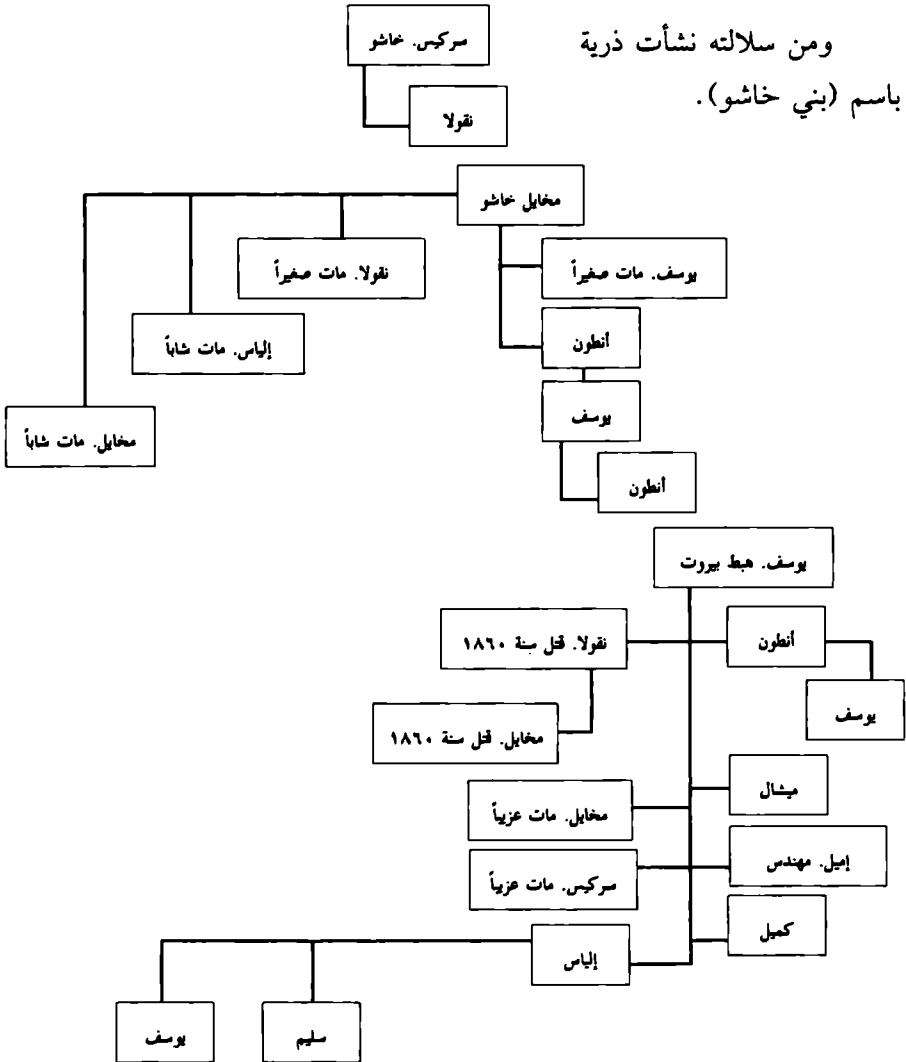 ومن سلالته نشأت ذرية
باسم (بني خاشو).
سركيس. خاشو
نقولا
مخايل خاشو
يوسف. مات صغيراً
نقولا. مات صغيراً
أنطون
إلياس. مات شاباً
يوسف
مخايل. مات شاباً
أنطون
يوسف. هبط بيروت
أنطون
نقولا. قتل سنة ١٨٦٠
يوسف
مخايل. قتل سنة ١٨٦٠
ميشال
مخايل. مات عزيباً
إميل. مهندس
سركيس. مات عزيباً
كميل
إلياس
سليم
يوسف